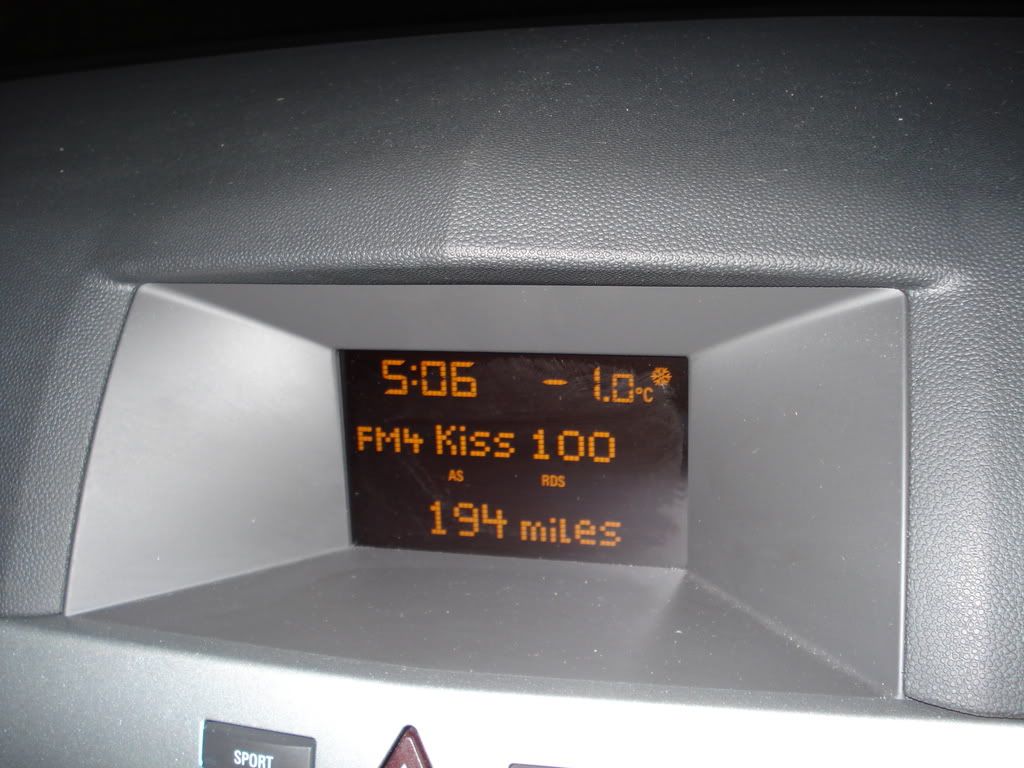 5:06 -1.0°C
FM4 Kiss 100
AS RDS
194 miles
SPORT